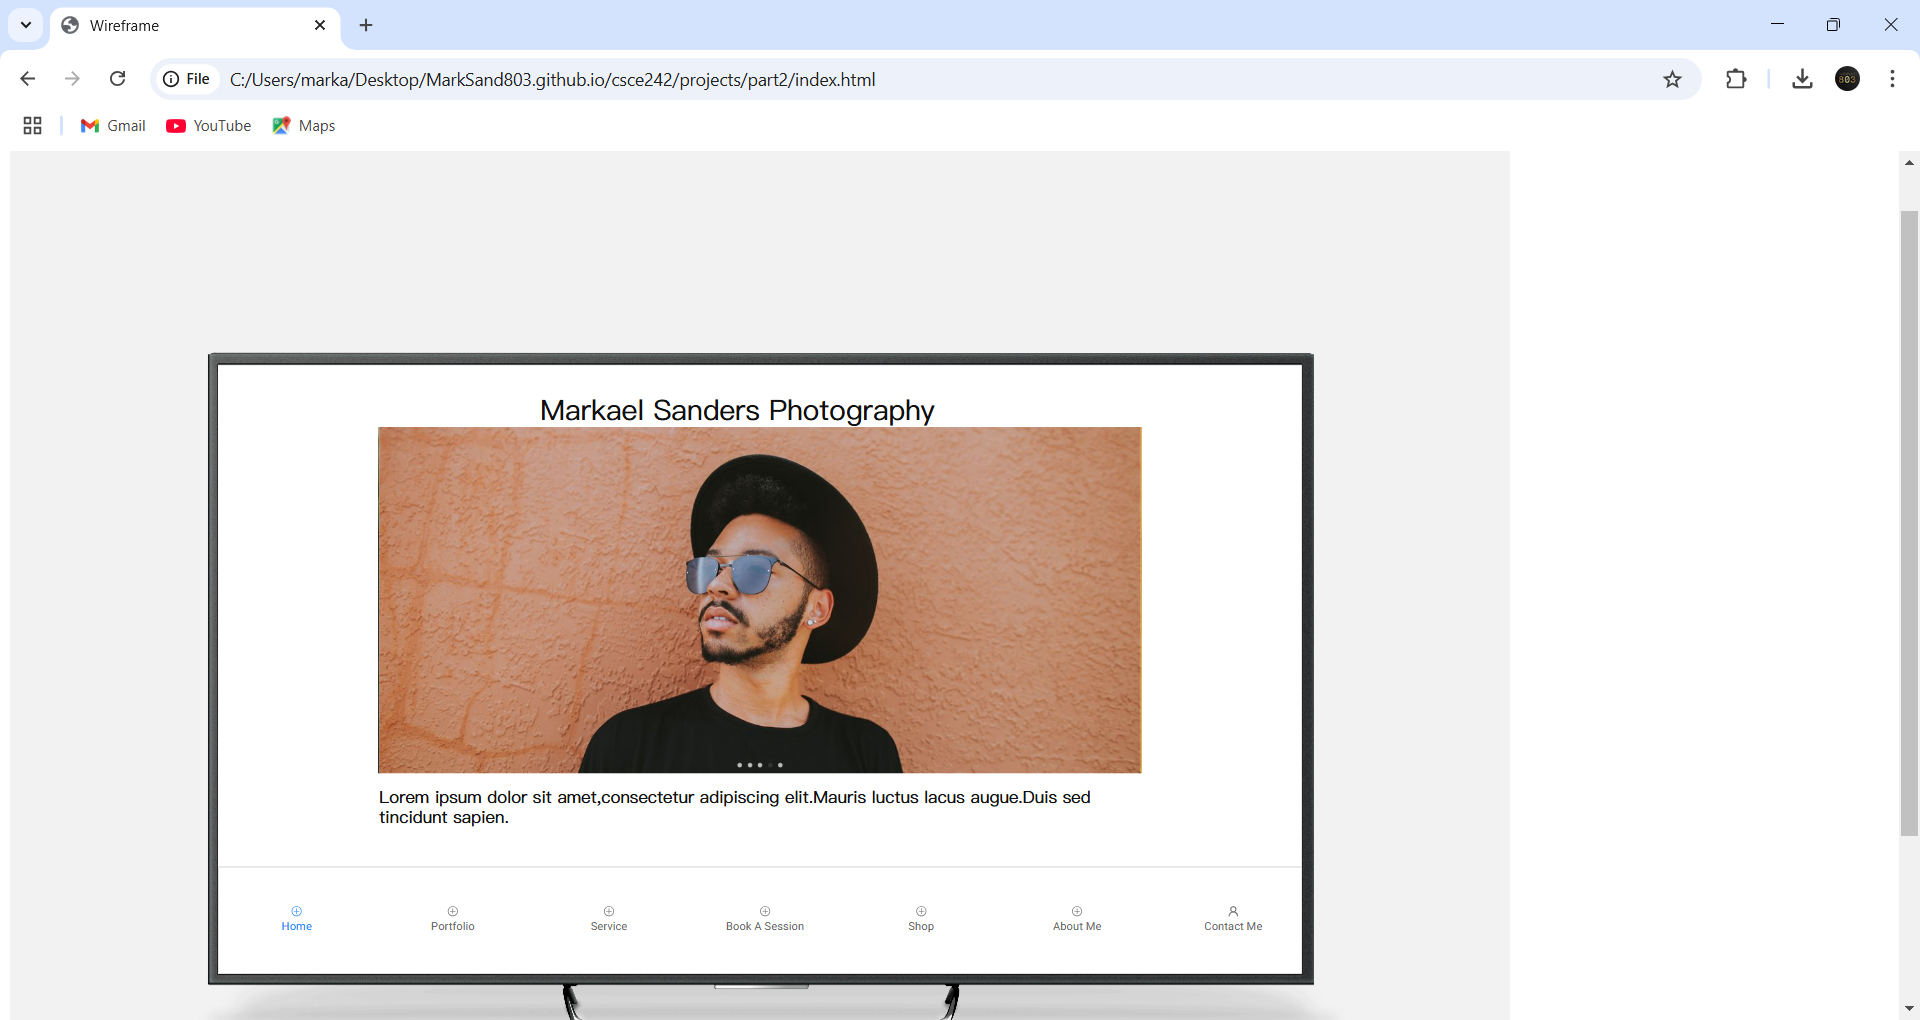 Wireframe
File
C:/Users/marka/Desktop/MarkSand803.github.io/csce242/projects/part2/index.html
803
Gmail YouTube Maps
Markael Sanders Photography
Lorem ipsum dolor sit amet,consectetur adipiscing elit.Mauris luctus lacus augue.Duis sed
tincidunt sapien.
Home Portfolio Service Book A Session Shop About Me Contact Me